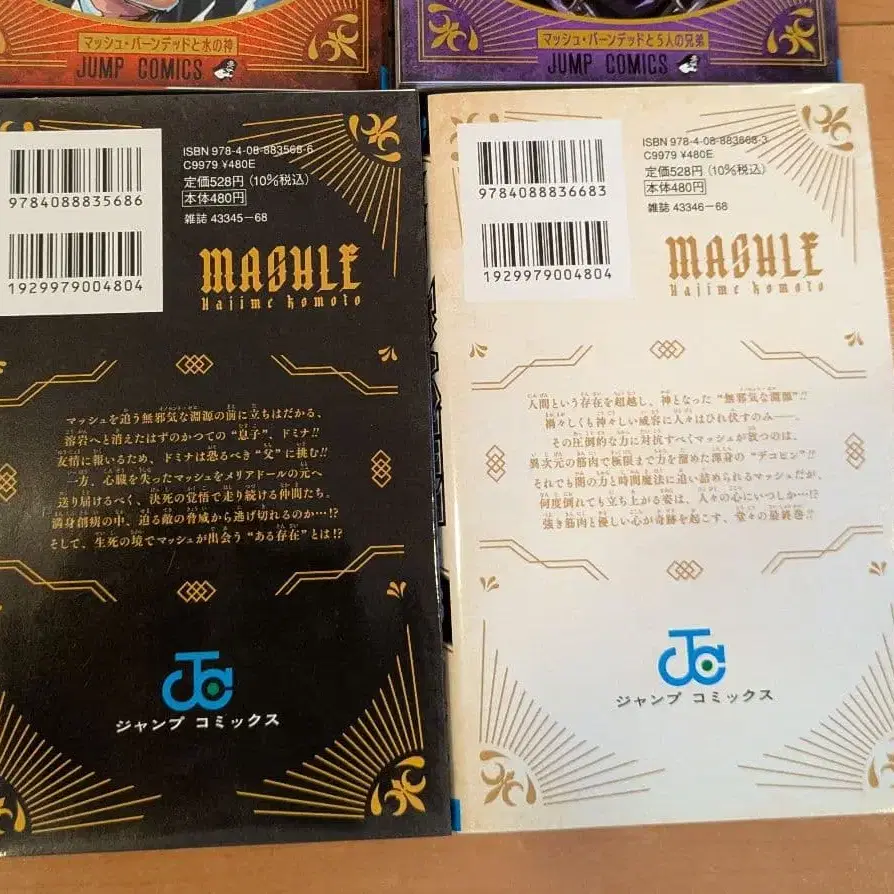 マッシュ・バーンデッドと水の神
JUMP COMICS
マッシュ・バーンデッドと5人の兄弟
JUMP COMICS
ISBN 978-4-08-883568-6
C9979 ¥480E
定価528円（10%税込）
本体480円
雑誌 43345-68
9784088835686
1929979004804
MASHLE
Hajime Komoto
マッシュを追う無邪気な淵源の前に立ちはだかる、
溶岩へと消えたはずのかつての“息子”、ドミナ!!
友情に報いるため、ドミナは恐るべき“父”に挑む!!
一方、心臓を失ったマッシュをメリアドールの元へ
送り届けるべく、決死の覚悟で走り続ける仲間たち。
満身創痍の中、迫る敵の脅威から逃げ切れるのか…!?
そして、生死の境でマッシュが出会う“ある存在”とは!?
ジャンプ コミックス
ISBN 978-4-08-883668-3
C9979 ¥480E
定価528円（10%税込）
本体480円
雑誌 43346-68
9784088836683
1929979004804
MASHLE
Hajime Komoto
人間という存在を超越し、神となった“無邪気な淵源”!!
禍々しくも神々しい威容に人々はひれ伏すのみ――。
その圧倒的な力に対抗すべくマッシュが放つのは、
異次元の筋肉で極限まで力を溜めた渾身の“デコピン”!!
それでも闇の力と時間魔法に追い詰められるマッシュだが、
何度倒れても立ち上がる姿は、人々の心にいつしか…!?
強き筋肉と優しい心が奇跡を起こす、堂々の最終巻!!
ジャンプ コミックス